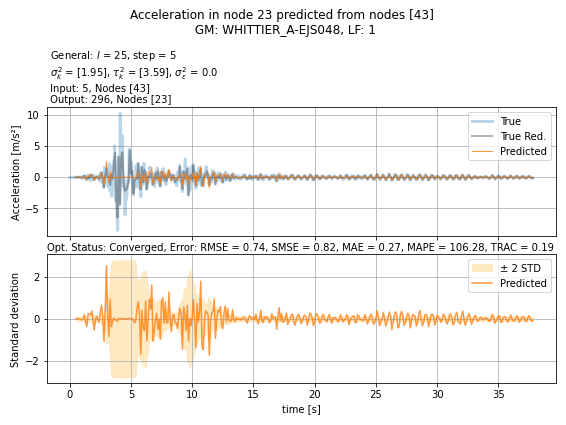 Acceleration in node 23 predicted from nodes [43]
GM: WHITTIER_A-EJS048, LF: 1
General: l = 25, step = 5
σ²ₖ = [1.95], τ²ₖ = [3.59], σ²ε = 0.0
Input: 5, Nodes [43]
Output: 296, Nodes [23]
Acceleration [m/s²]
10
5
0
−5
True
True Red.
Predicted
Opt. Status: Converged, Error: RMSE = 0.74, SMSE = 0.82, MAE = 0.27, MAPE = 106.28, TRAC = 0.19
Standard deviation
2
0
−2
± 2 STD
Predicted
0 5 10 15 20 25 30 35
time [s]